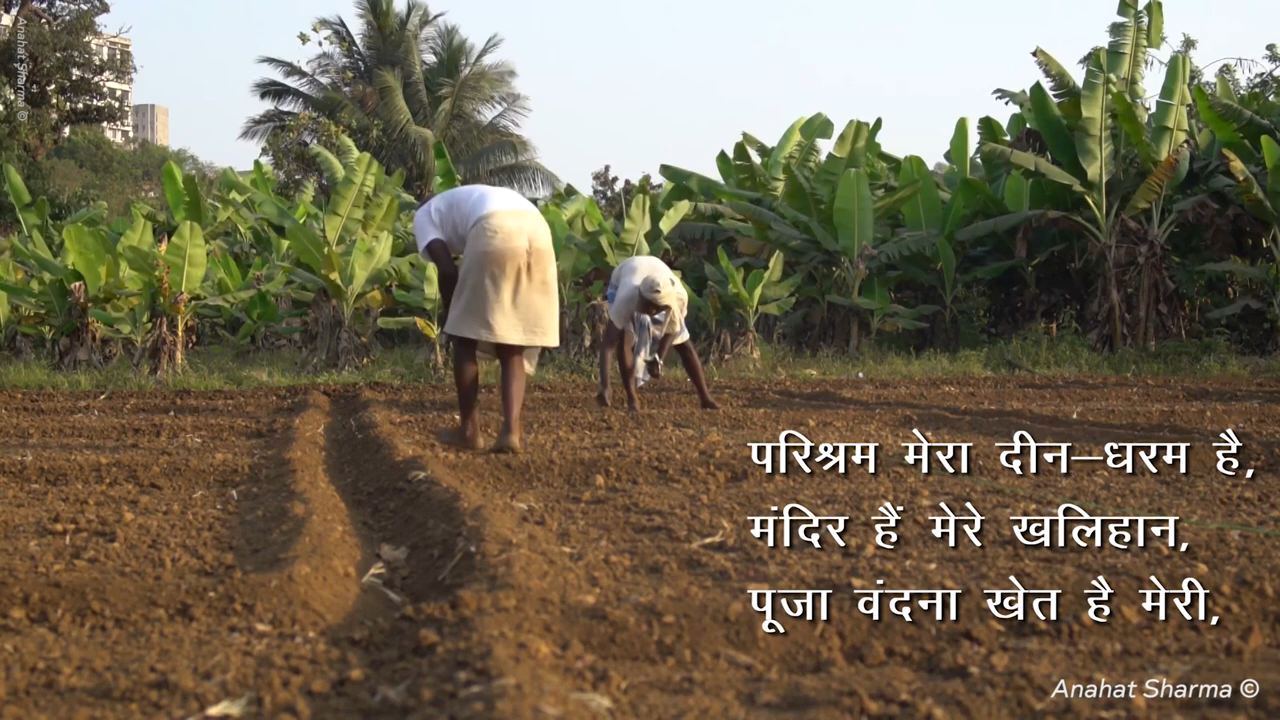 Anahat Sharma ©
परिश्रम मेरा दीन–धरम है,
मंदिर हैं मेरे खलिहान,
पूजा वंदना खेत है मेरी,
Anahat Sharma ©